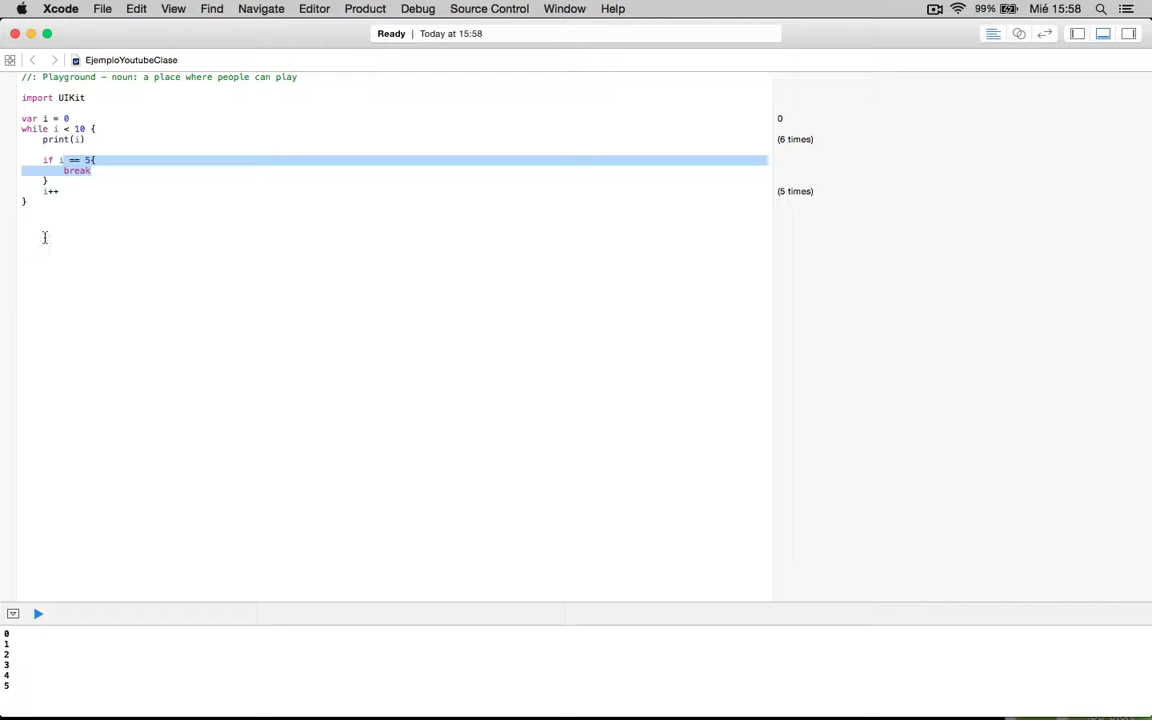 Xcode File Edit View Find Navigate Editor Product Debug Source Control Window Help 99% Mié 15:58
Ready | Today at 15:58
EjemploYoutubeClase
//: Playground - noun: a place where people can play
import UIKit
var i = 0 0
while i < 10 {
print(i) (6 times)
if i == 5{
break
}
i++ (5 times)
}
0
1
2
3
4
5